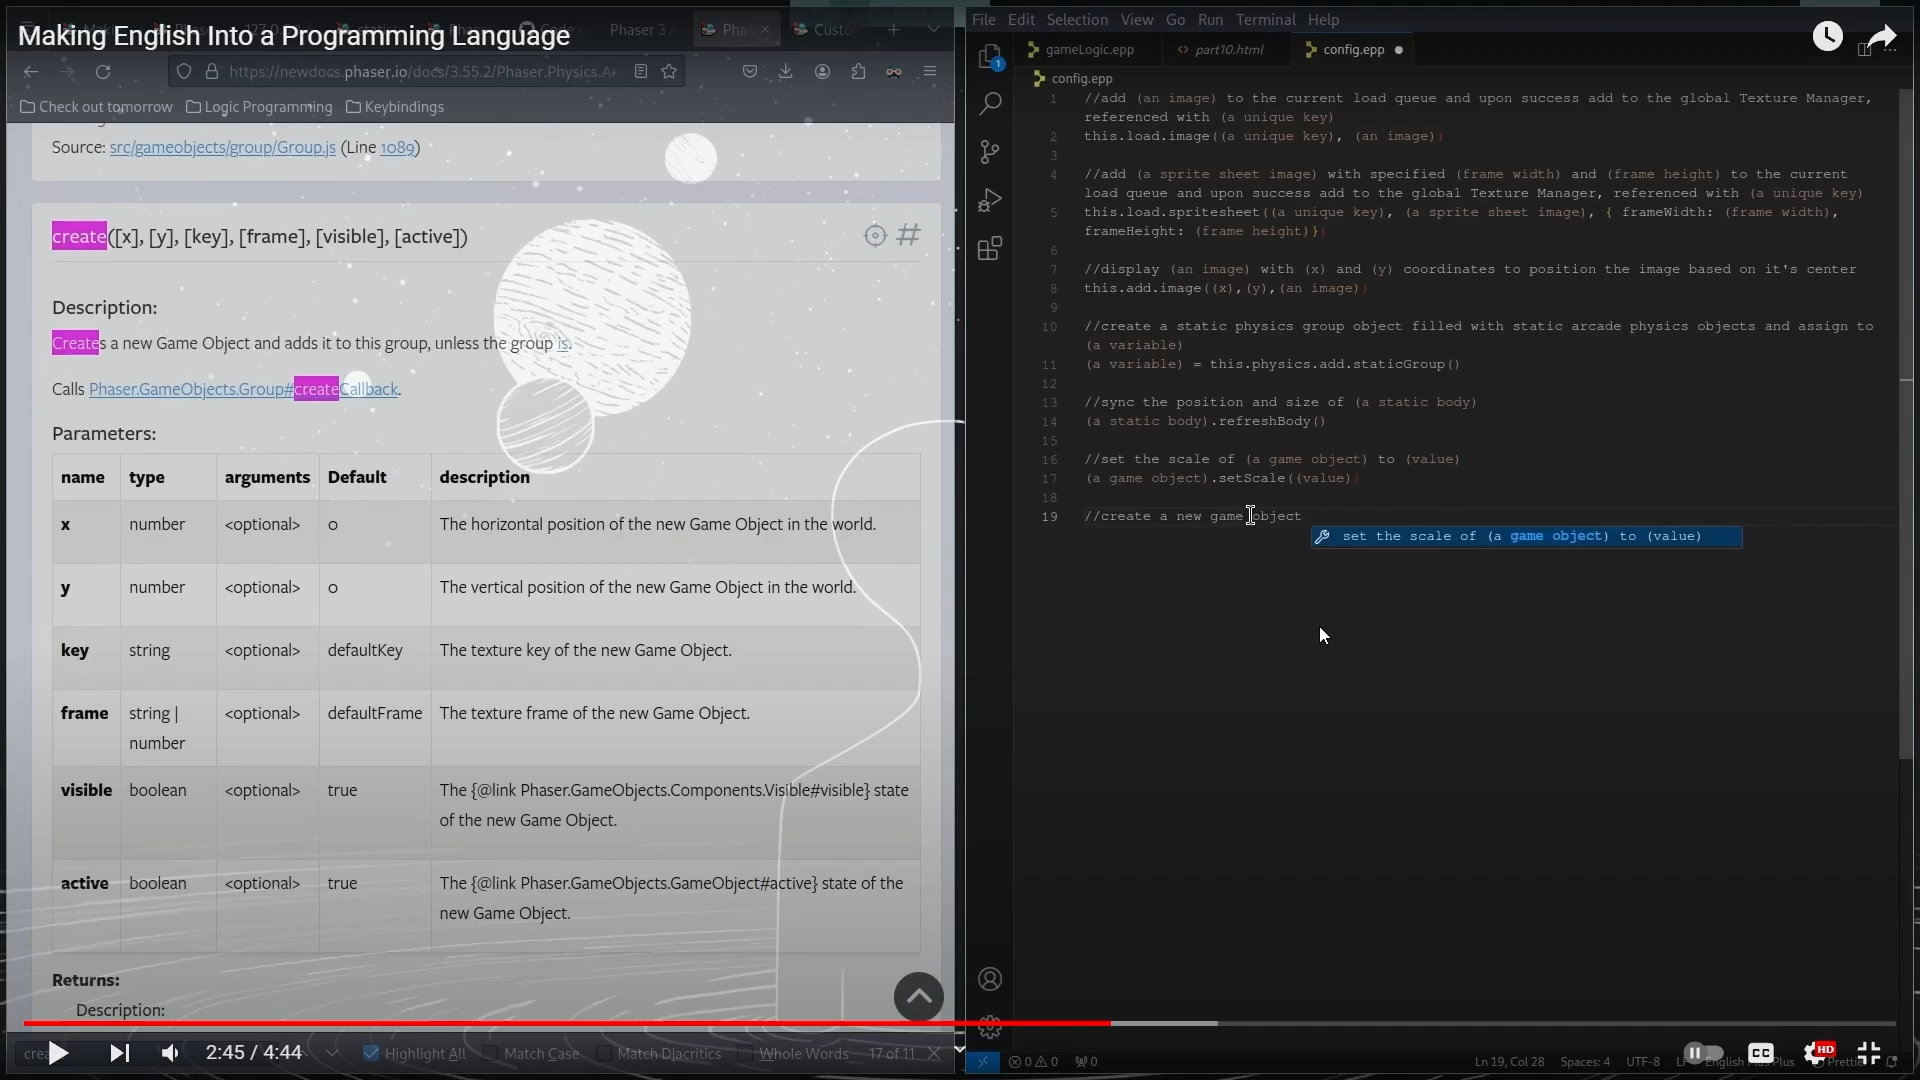 Making English Into a Programming Language
Phaser 3
Custo
https://newdocs.phaser.io/docs/3.55.2/Phaser.Physics.Ar
Check out tomorrow Logic Programming Keybindings
Source: src/gameobjects/group/Group.js (Line 1089)
create([x], [y], [key], [frame], [visible], [active])
Description:
Creates a new Game Object and adds it to this group, unless the group is.
Calls Phaser.GameObjects.Group#createCallback.
Parameters:
name type arguments Default description
x number <optional> 0 The horizontal position of the new Game Object in the world.
y number <optional> 0 The vertical position of the new Game Object in the world.
key string <optional> defaultKey The texture key of the new Game Object.
frame string | <optional> defaultFrame The texture frame of the new Game Object.
number
visible boolean <optional> true The {@link Phaser.GameObjects.Components.Visible#visible} state
of the new Game Object.
active boolean <optional> true The {@link Phaser.GameObjects.GameObject#active} state of the
new Game Object.
Returns:
Description:
2:45 / 4:44
crea Highlight All Match Case Match Diacritics Whole Words 17 of 11
File Edit Selection View Go Run Terminal Help
gameLogic.epp part10.html config.epp
config.epp
1 //add (an image) to the current load queue and upon success add to the global Texture Manager,
referenced with (a unique key)
2 this.load.image((a unique key), (an image))
3
4 //add (a sprite sheet image) with specified (frame width) and (frame height) to the current
load queue and upon success add to the global Texture Manager, referenced with (a unique key)
5 this.load.spritesheet((a unique key), (a sprite sheet image), { frameWidth: (frame width),
frameHeight: (frame height)})
6
7 //display (an image) with (x) and (y) coordinates to position the image based on it's center
8 this.add.image((x),(y),(an image))
9
10 //create a static physics group object filled with static arcade physics objects and assign to
(a variable)
11 (a variable) = this.physics.add.staticGroup()
12
13 //sync the position and size of (a static body)
14 (a static body).refreshBody()
15
16 //set the scale of (a game object) to (value)
17 (a game object).setScale((value))
18
19 //create a new game object
set the scale of (a game object) to (value)
1
0 0 0 Ln 19, Col 28 Spaces: 4 UTF-8 English Plus Plus Prettier
CC HD